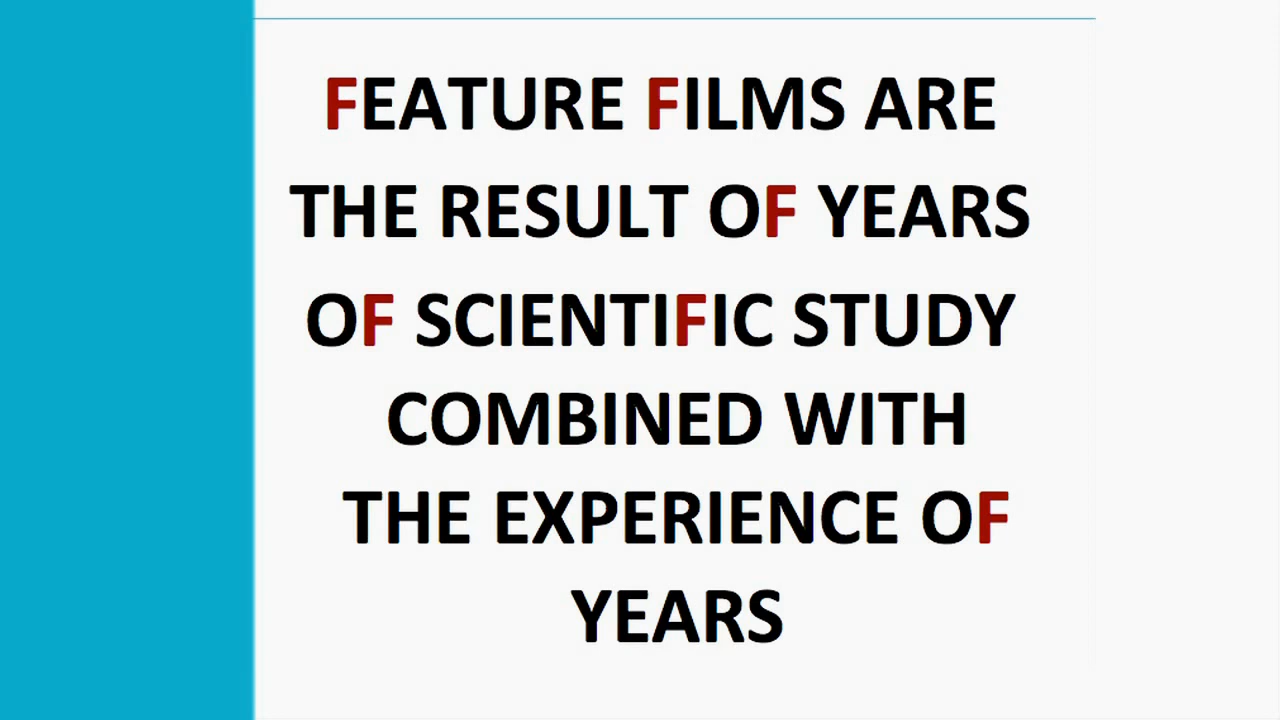 FEATURE FILMS ARE
THE RESULT OF YEARS
OF SCIENTIFIC STUDY
COMBINED WITH
THE EXPERIENCE OF
YEARS